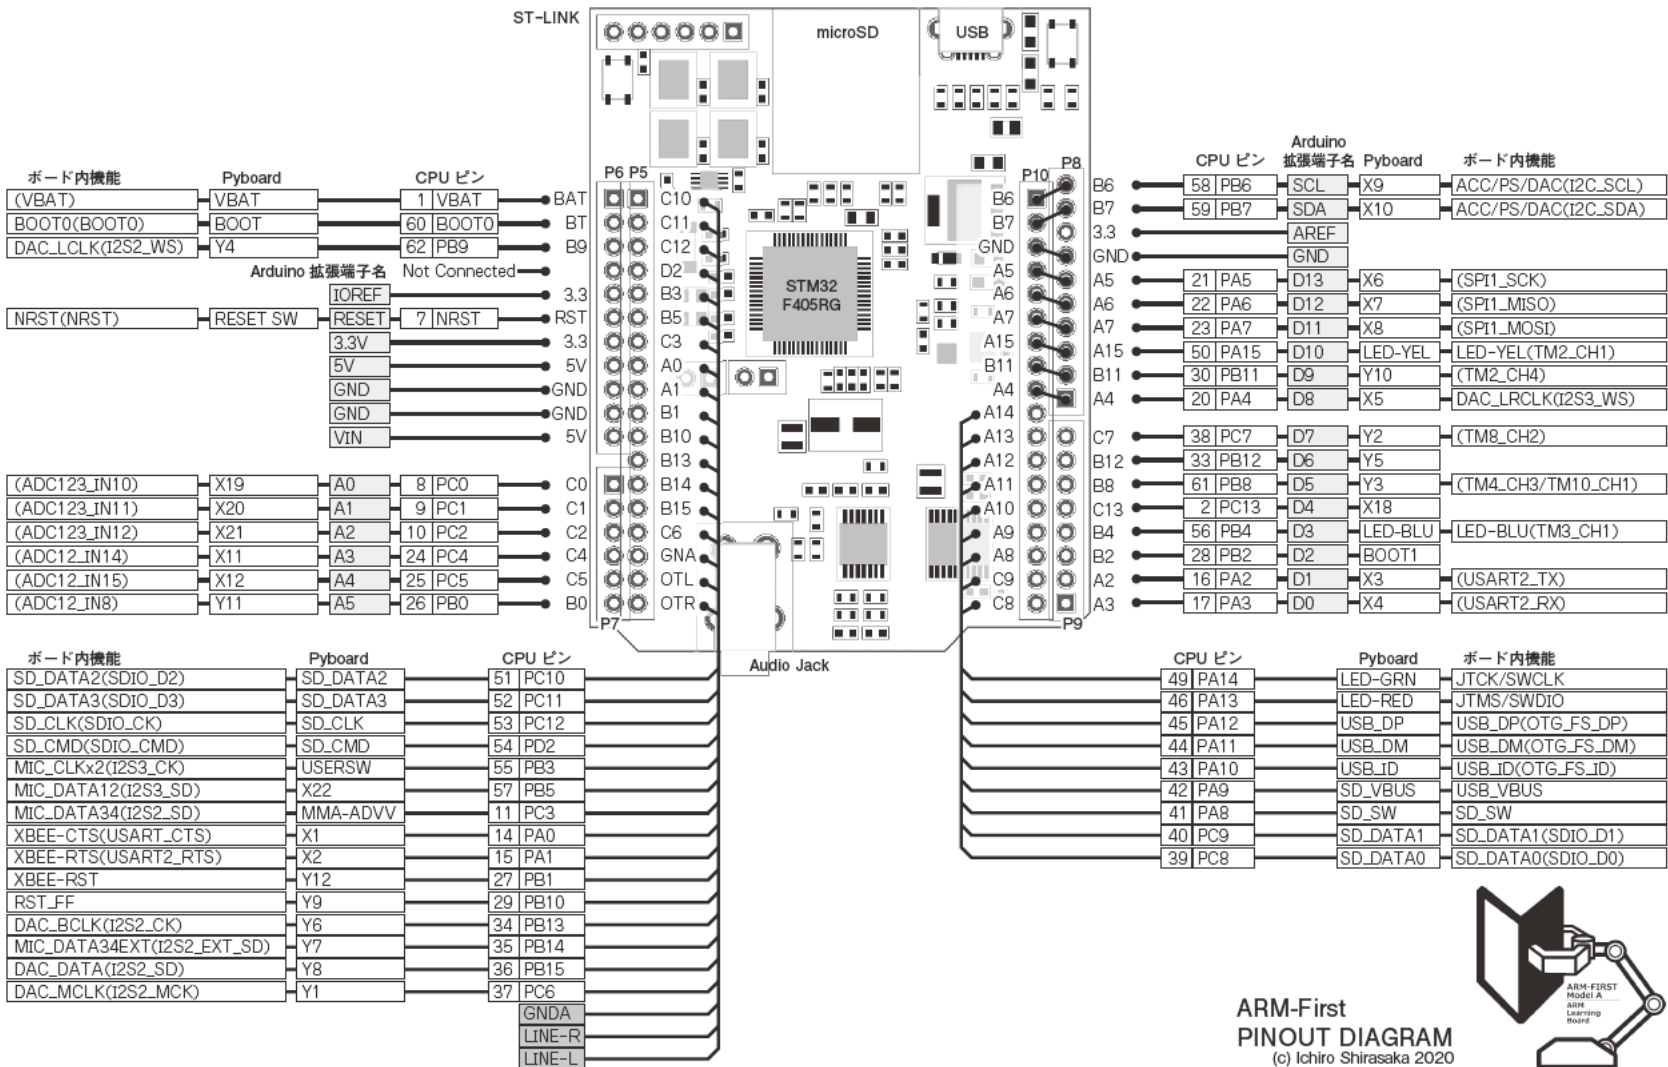 ST-LINK
microSD
USB
ボード内機能 Pyboard CPU ピン
(VBAT) VBAT 1 VBAT BAT
BOOT0(BOOT0) BOOT 60 BOOT0 BT
DAC_LCLK(I2S2_WS) Y4 62 PB9 B9
Arduino 拡張端子名 Not Connected
IOREF 3.3
NRST(NRST) RESET SW RESET 7 NRST RST
3.3V 3.3
5V 5V
GND GND
GND GND
VIN 5V
(ADC123_IN10) X19 A0 8 PC0 C0
(ADC123_IN11) X20 A1 9 PC1 C1
(ADC123_IN12) X21 A2 10 PC2 C2
(ADC12_IN14) X11 A3 24 PC4 C4
(ADC12_IN15) X12 A4 25 PC5 C5
(ADC12_IN8) Y11 A5 26 PB0 B0
P6 P5
C10
C11
C12
D2
B3
B5
C3
A0
A1
B1
B10
B13
B14
B15
C6
GNA
OTL
OTR
P7
STM32
F405RG
Audio Jack
P10 P8
B6
B7
GND
A5
A6
A7
A15
B11
A4
A14
A13
A12
A11
A10
A9
A8
C9
C8
P9
Arduino
CPU ピン 拡張端子名 Pyboard ボード内機能
B6 58 PB6 SCL X9 ACC/PS/DAC(I2C_SCL)
B7 59 PB7 SDA X10 ACC/PS/DAC(I2C_SDA)
3.3 AREF
GND GND
A5 21 PA5 D13 X6 (SPI1_SCK)
A6 22 PA6 D12 X7 (SPI1_MISO)
A7 23 PA7 D11 X8 (SPI1_MOSI)
A15 50 PA15 D10 LED-YEL LED-YEL(TM2_CH1)
B11 30 PB11 D9 Y10 (TM2_CH4)
A4 20 PA4 D8 X5 DAC_LRCLK(I2S3_WS)
C7 38 PC7 D7 Y2 (TM8_CH2)
B12 33 PB12 D6 Y5
B8 61 PB8 D5 Y3 (TM4_CH3/TM10_CH1)
C13 2 PC13 D4 X18
B4 56 PB4 D3 LED-BLU LED-BLU(TM3_CH1)
B2 28 PB2 D2 BOOT1
A2 16 PA2 D1 X3 (USART2_TX)
A3 17 PA3 D0 X4 (USART2_RX)
ボード内機能 Pyboard CPU ピン
SD_DATA2(SDIO_D2) SD_DATA2 51 PC10
SD_DATA3(SDIO_D3) SD_DATA3 52 PC11
SD_CLK(SDIO_CK) SD_CLK 53 PC12
SD_CMD(SDIO_CMD) SD_CMD 54 PD2
MIC_CLKx2(I2S3_CK) USERSW 55 PB3
MIC_DATA12(I2S3_SD) X22 57 PB5
MIC_DATA34(I2S2_SD) MMA-ADVV 11 PC3
XBEE-CTS(USART_CTS) X1 14 PA0
XBEE-RTS(USART2_RTS) X2 15 PA1
XBEE-RST Y12 27 PB1
RST_FF Y9 29 PB10
DAC_BCLK(I2S2_CK) Y6 34 PB13
MIC_DATA34EXT(I2S2_EXT_SD) Y7 35 PB14
DAC_DATA(I2S2_SD) Y8 36 PB15
DAC_MCLK(I2S2_MCK) Y1 37 PC6
GNDA
LINE-R
LINE-L
CPU ピン Pyboard ボード内機能
49 PA14 LED-GRN JTCK/SWCLK
46 PA13 LED-RED JTMS/SWDIO
45 PA12 USB_DP USB_DP(OTG_FS_DP)
44 PA11 USB_DM USB_DM(OTG_FS_DM)
43 PA10 USB_ID USB_ID(OTG_FS_ID)
42 PA9 SD_VBUS USB_VBUS
41 PA8 SD_SW SD_SW
40 PC9 SD_DATA1 SD_DATA1(SDIO_D1)
39 PC8 SD_DATA0 SD_DATA0(SDIO_D0)
ARM-First
PINOUT DIAGRAM
(c) Ichiro Shirasaka 2020
ARM-FIRST
Model A
ARM
Learning
Board